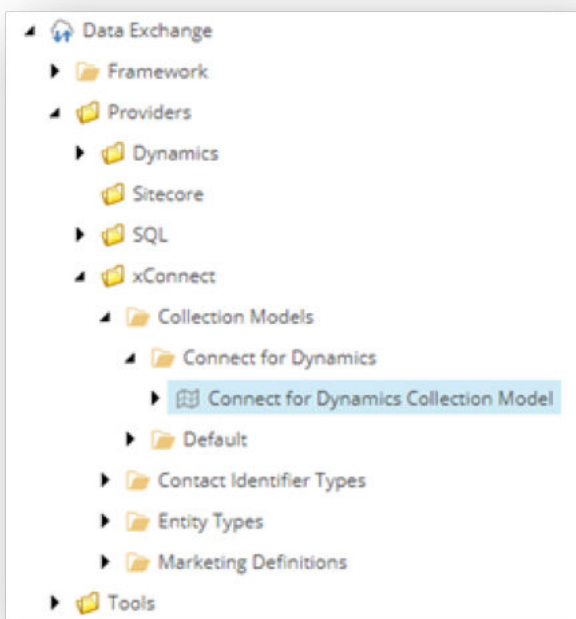 Data Exchange
Framework
Providers
Dynamics
Sitecore
SQL
xConnect
Collection Models
Connect for Dynamics
Connect for Dynamics Collection Model
Default
Contact Identifier Types
Entity Types
Marketing Definitions
Tools